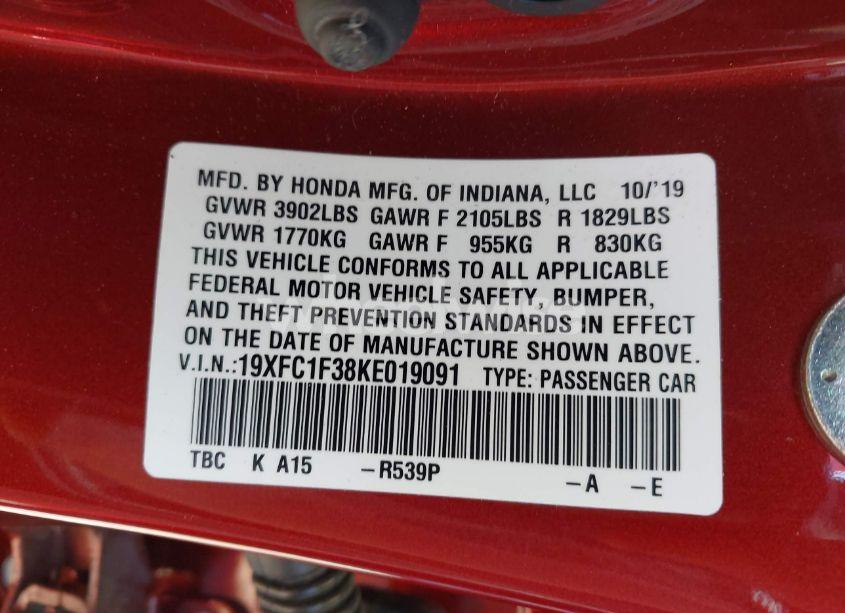 MFD. BY HONDA MFG. OF INDIANA, LLC 10/'19
GVWR 3902LBS GAWR F 2105LBS R 1829LBS
GVWR 1770KG GAWR F 955KG R 830KG
THIS VEHICLE CONFORMS TO ALL APPLICABLE
FEDERAL MOTOR VEHICLE SAFETY, BUMPER,
AND THEFT PREVENTION STANDARDS IN EFFECT
ON THE DATE OF MANUFACTURE SHOWN ABOVE.
V.I.N.:19XFC1F38KE019091 TYPE: PASSENGER CAR
TBC K A15 -R539P -A -E